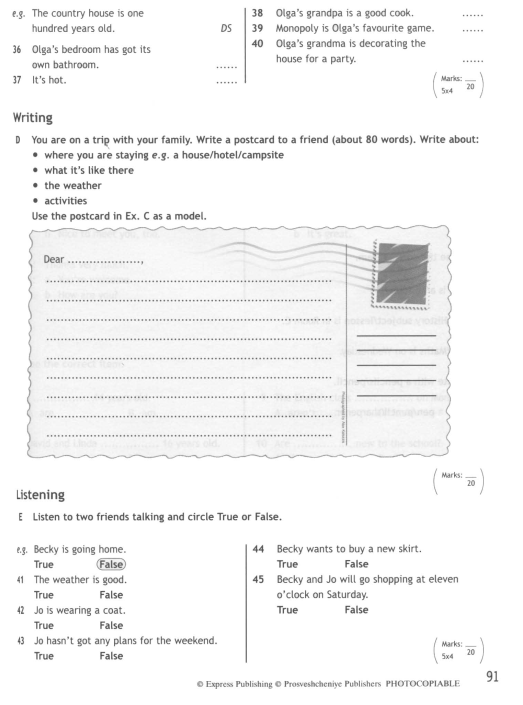 e.g. The country house is one
hundred years old. DS
36 Olga's bedroom has got its
own bathroom. ......
37 It's hot. ......
38 Olga's grandpa is a good cook. ......
39 Monopoly is Olga's favourite game. ......
40 Olga's grandma is decorating the
house for a party. ......
(Marks: __ 5x4 20)
Writing
D You are on a trip with your family. Write a postcard to a friend (about 80 words). Write about:
• where you are staying e.g. a house/hotel/campsite
• what it's like there
• the weather
• activities
Use the postcard in Ex. C as a model.
Dear ...................,
(Marks: __ 20)
Listening
E Listen to two friends talking and circle True or False.
e.g. Becky is going home.
True False
41 The weather is good.
True False
42 Jo is wearing a coat.
True False
43 Jo hasn't got any plans for the weekend.
True False
44 Becky wants to buy a new skirt.
True False
45 Becky and Jo will go shopping at eleven
o'clock on Saturday.
True False
(Marks: __ 5x4 20)
© Express Publishing © Prosveshcheniye Publishers PHOTOCOPIABLE 91